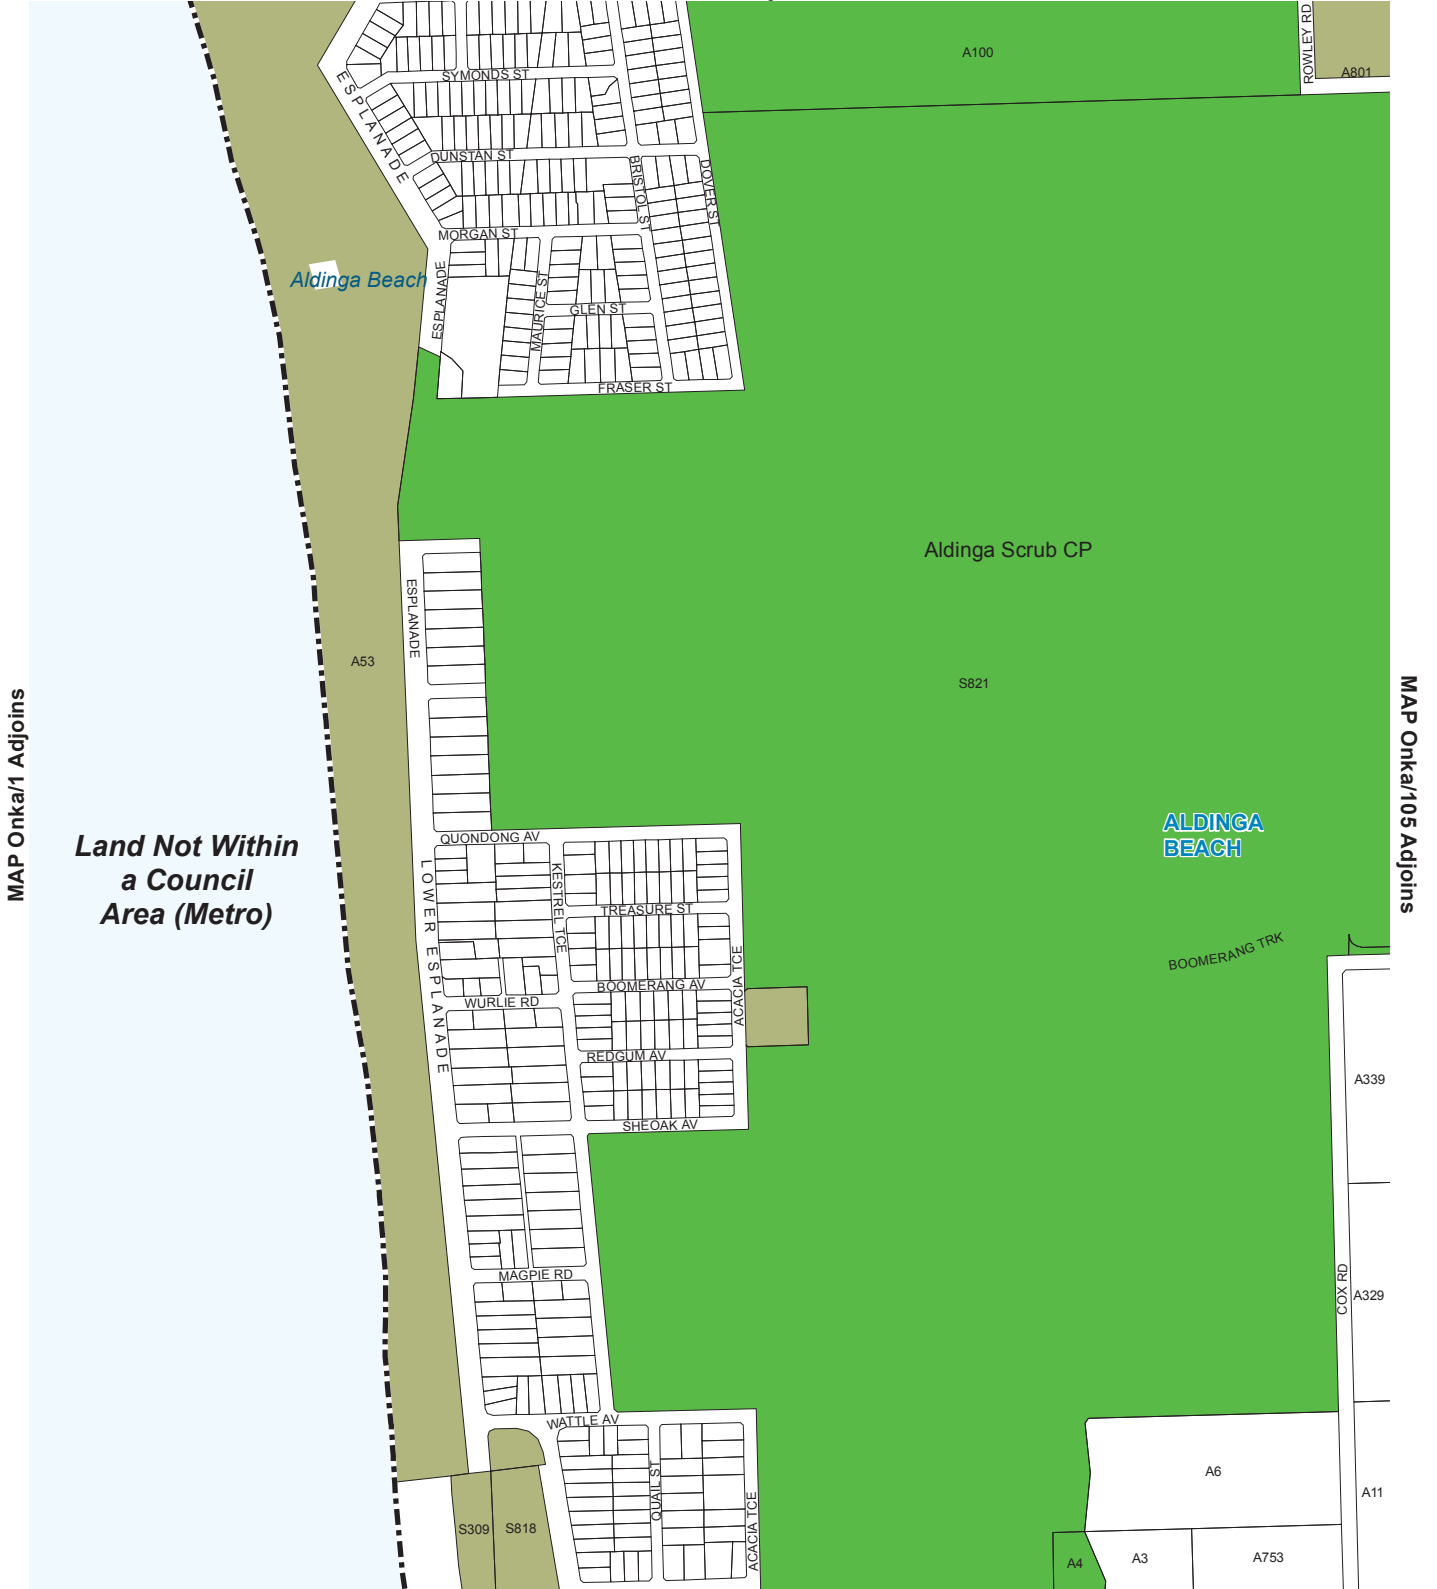 A100
ROWLEY RD
A801
SYMONDS ST
ESPLANADE
DUNSTAN ST
BRISTOL ST
DOVER ST
MORGAN ST
Aldinga Beach
ESPLANADE
MAURICE ST
GLEN ST
FRASER ST
Aldinga Scrub CP
ESPLANADE
A53
S821
MAP Onka/1 Adjoins
MAP Onka/105 Adjoins
Land Not Within
a Council
Area (Metro)
ALDINGA
BEACH
QUONDONG AV
LOWER ESPLANADE
KESTREL TCE
TREASURE ST
ACACIA TCE
BOOMERANG TRK
BOOMERANG AV
WURLIE RD
REDGUM AV
SHEOAK AV
A339
MAGPIE RD
COX RD
A329
WATTLE AV
QUAIL ST
ACACIA TCE
A6
A11
S309
S818
A4
A3
A753